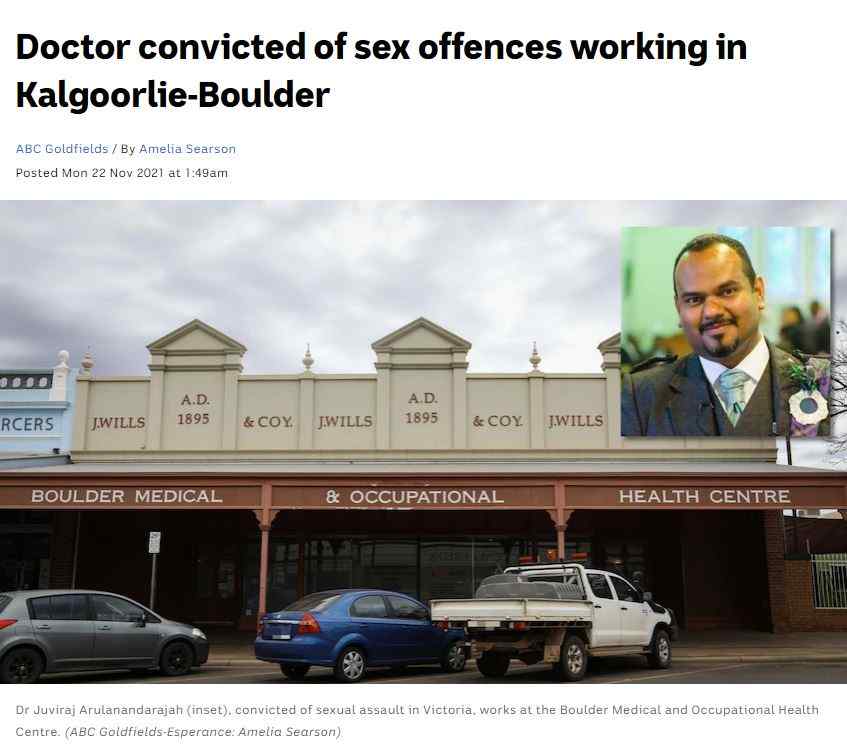 Doctor convicted of sex offences working in
Kalgoorlie-Boulder
ABC Goldfields / By Amelia Searson
Posted Mon 22 Nov 2021 at 1:49am
RCERS
J.WILLS
A.D.
1895
& COY.
J.WILLS
A.D.
1895
& COY.
J.WILLS
BOULDER MEDICAL & OCCUPATIONAL HEALTH CENTRE
Dr Juviraj Arulanandarajah (inset), convicted of sexual assault in Victoria, works at the Boulder Medical and Occupational Health
Centre. (ABC Goldfields-Esperance: Amelia Searson)